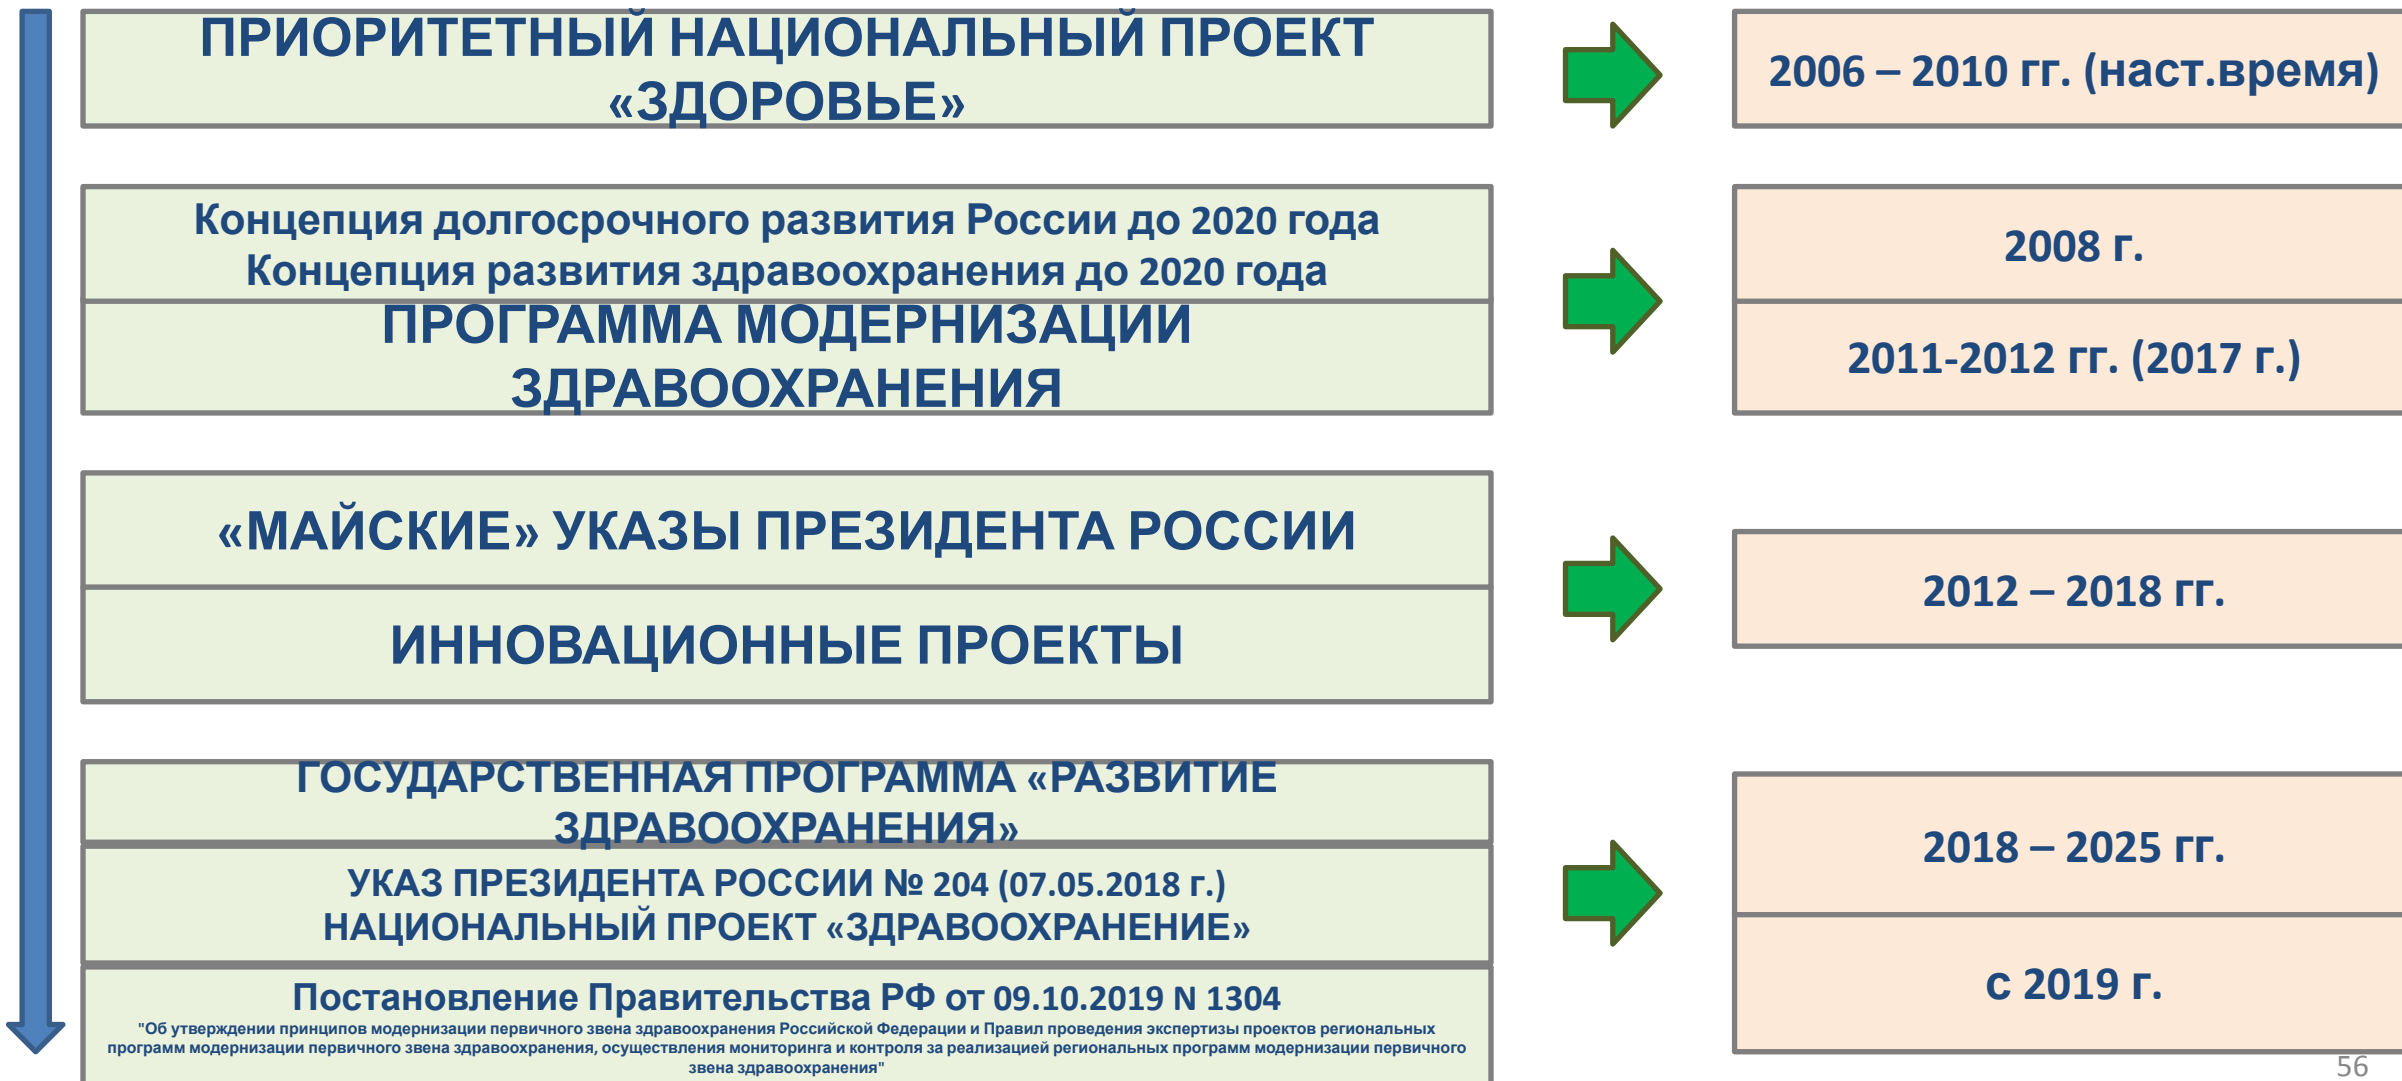 ПРИОРИТЕТНЫЙ НАЦИОНАЛЬНЫЙ ПРОЕКТ
«ЗДОРОВЬЕ»
2006 – 2010 гг. (наст.время)
Концепция долгосрочного развития России до 2020 года
Концепция развития здравоохранения до 2020 года
2008 г.
ПРОГРАММА МОДЕРНИЗАЦИИ
ЗДРАВООХРАНЕНИЯ
2011-2012 гг. (2017 г.)
«МАЙСКИЕ» УКАЗЫ ПРЕЗИДЕНТА РОССИИ
ИННОВАЦИОННЫЕ ПРОЕКТЫ
2012 – 2018 гг.
ГОСУДАРСТВЕННАЯ ПРОГРАММА «РАЗВИТИЕ
ЗДРАВООХРАНЕНИЯ»
УКАЗ ПРЕЗИДЕНТА РОССИИ № 204 (07.05.2018 г.)
НАЦИОНАЛЬНЫЙ ПРОЕКТ «ЗДРАВООХРАНЕНИЕ»
2018 – 2025 гг.
Постановление Правительства РФ от 09.10.2019 N 1304
"Об утверждении принципов модернизации первичного звена здравоохранения Российской Федерации и Правил проведения экспертизы проектов региональных
программ модернизации первичного звена здравоохранения, осуществления мониторинга и контроля за реализацией региональных программ модернизации первичного
звена здравоохранения"
с 2019 г.
56